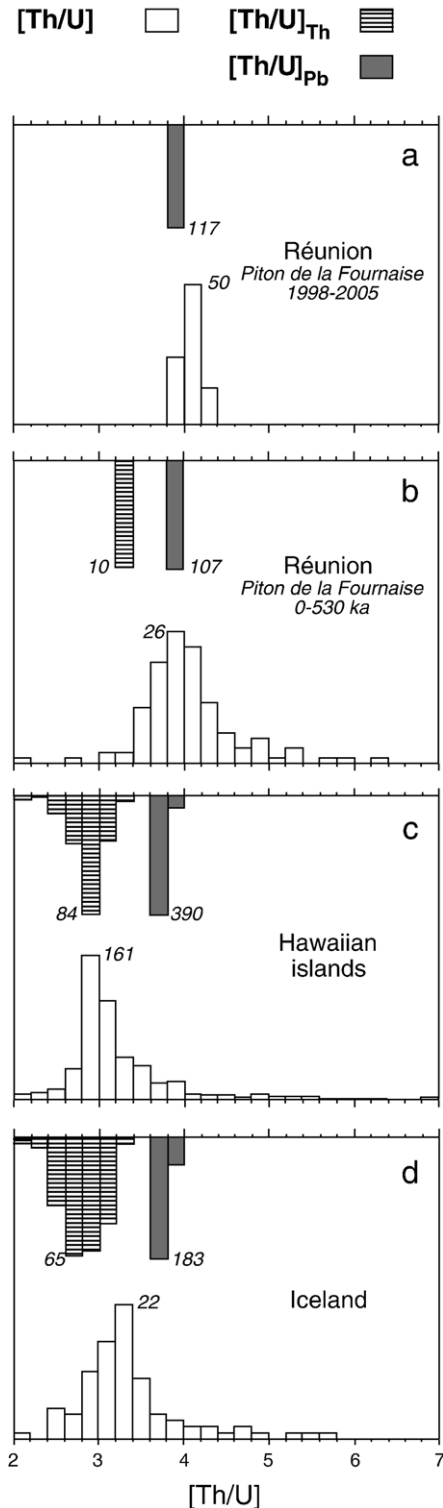 [Th/U] [Th/U]Th
[Th/U]Pb
a
117
Réunion
50
Piton de la Fournaise
1998-2005
b
10 107
Réunion
Piton de la Fournaise
26
0-530 ka
c
84 390
161
Hawaiian
islands
d
65 183
22
Iceland
2 3 4 5 6 7
[Th/U]